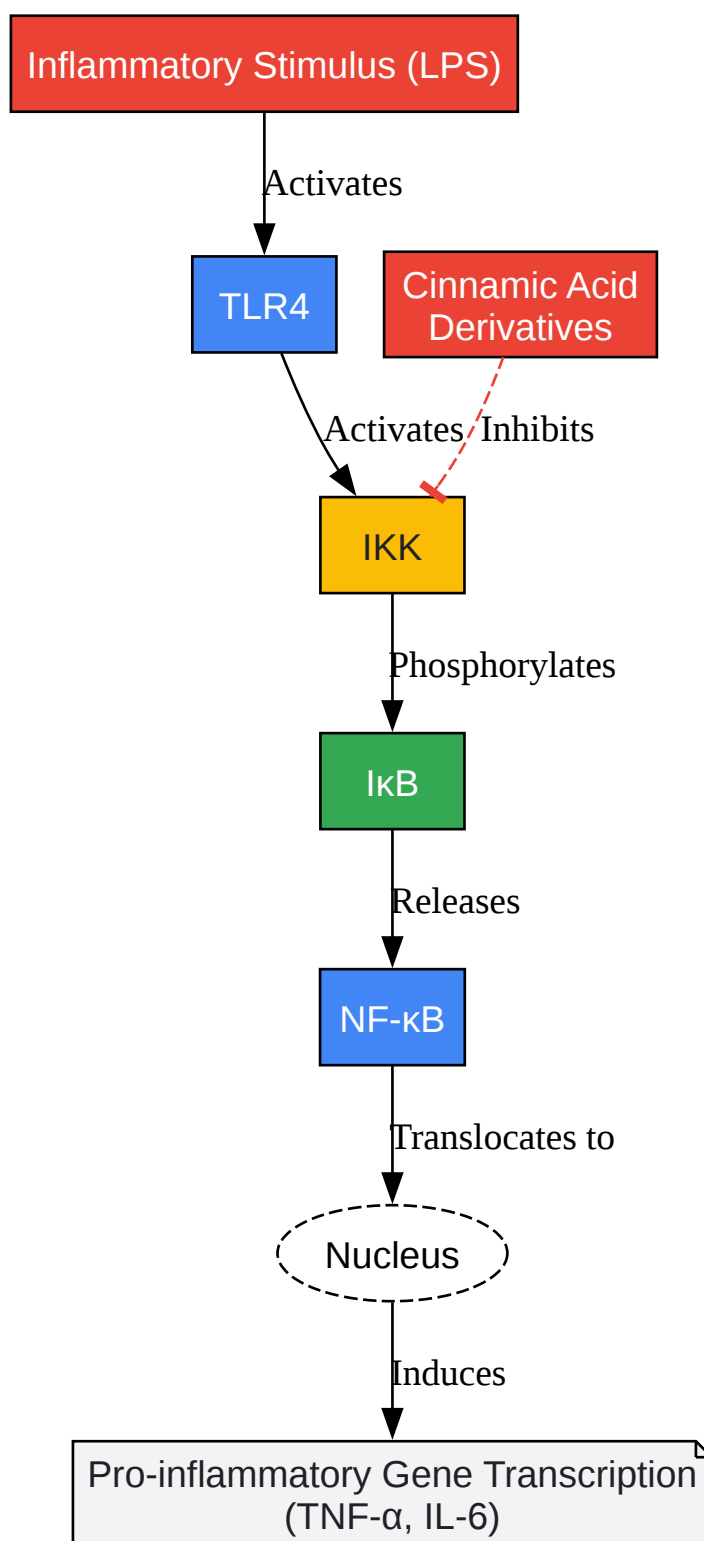 Inflammatory Stimulus (LPS)
Activates
TLR4
Cinnamic Acid
Derivatives
Activates
Inhibits
IKK
Phosphorylates
IκB
Releases
NF-κB
Translocates to
Nucleus
Induces
Pro-inflammatory Gene Transcription
(TNF-α, IL-6)